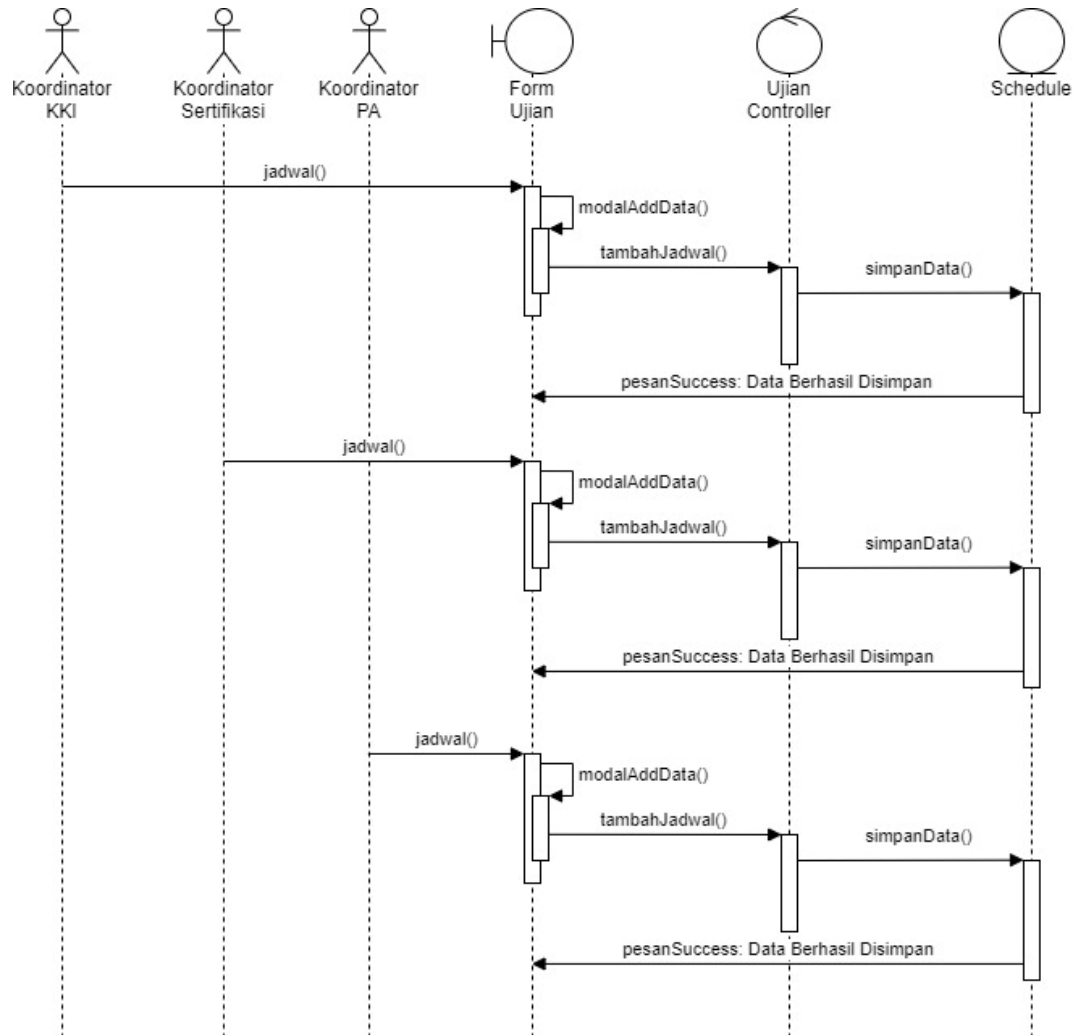 Koordinator
KKI
Koordinator
Sertifikasi
Koordinator
PA
Form
Ujian
Ujian
Controller
Schedule
jadwal()
modalAddData()
tambahJadwal()
simpanData()
pesanSuccess: Data Berhasil Disimpan
jadwal()
modalAddData()
tambahJadwal()
simpanData()
pesanSuccess: Data Berhasil Disimpan
jadwal()
modalAddData()
tambahJadwal()
simpanData()
pesanSuccess: Data Berhasil Disimpan